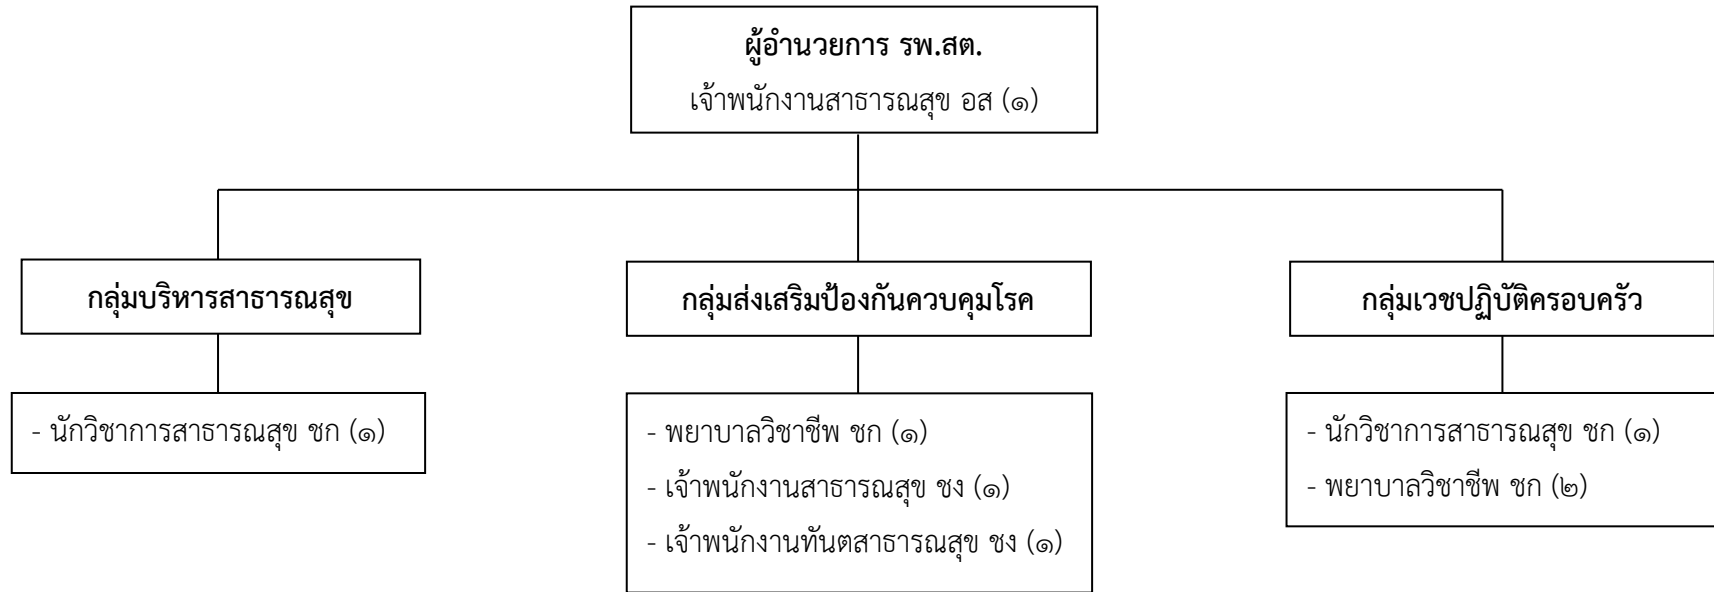 ผู้อำนวยการ รพ.สต.
เจ้าพนักงานสาธารณสุข อส (๑)
กลุ่มบริหารสาธารณสุข
- นักวิชาการสาธารณสุข ชก (๑)
กลุ่มส่งเสริมป้องกันควบคุมโรค
- พยาบาลวิชาชีพ ชก (๑)
- เจ้าพนักงานสาธารณสุข ชง (๑)
- เจ้าพนักงานทันตสาธารณสุข ชง (๑)
กลุ่มเวชปฏิบัติครอบครัว
- นักวิชาการสาธารณสุข ชก (๑)
- พยาบาลวิชาชีพ ชก (๒)